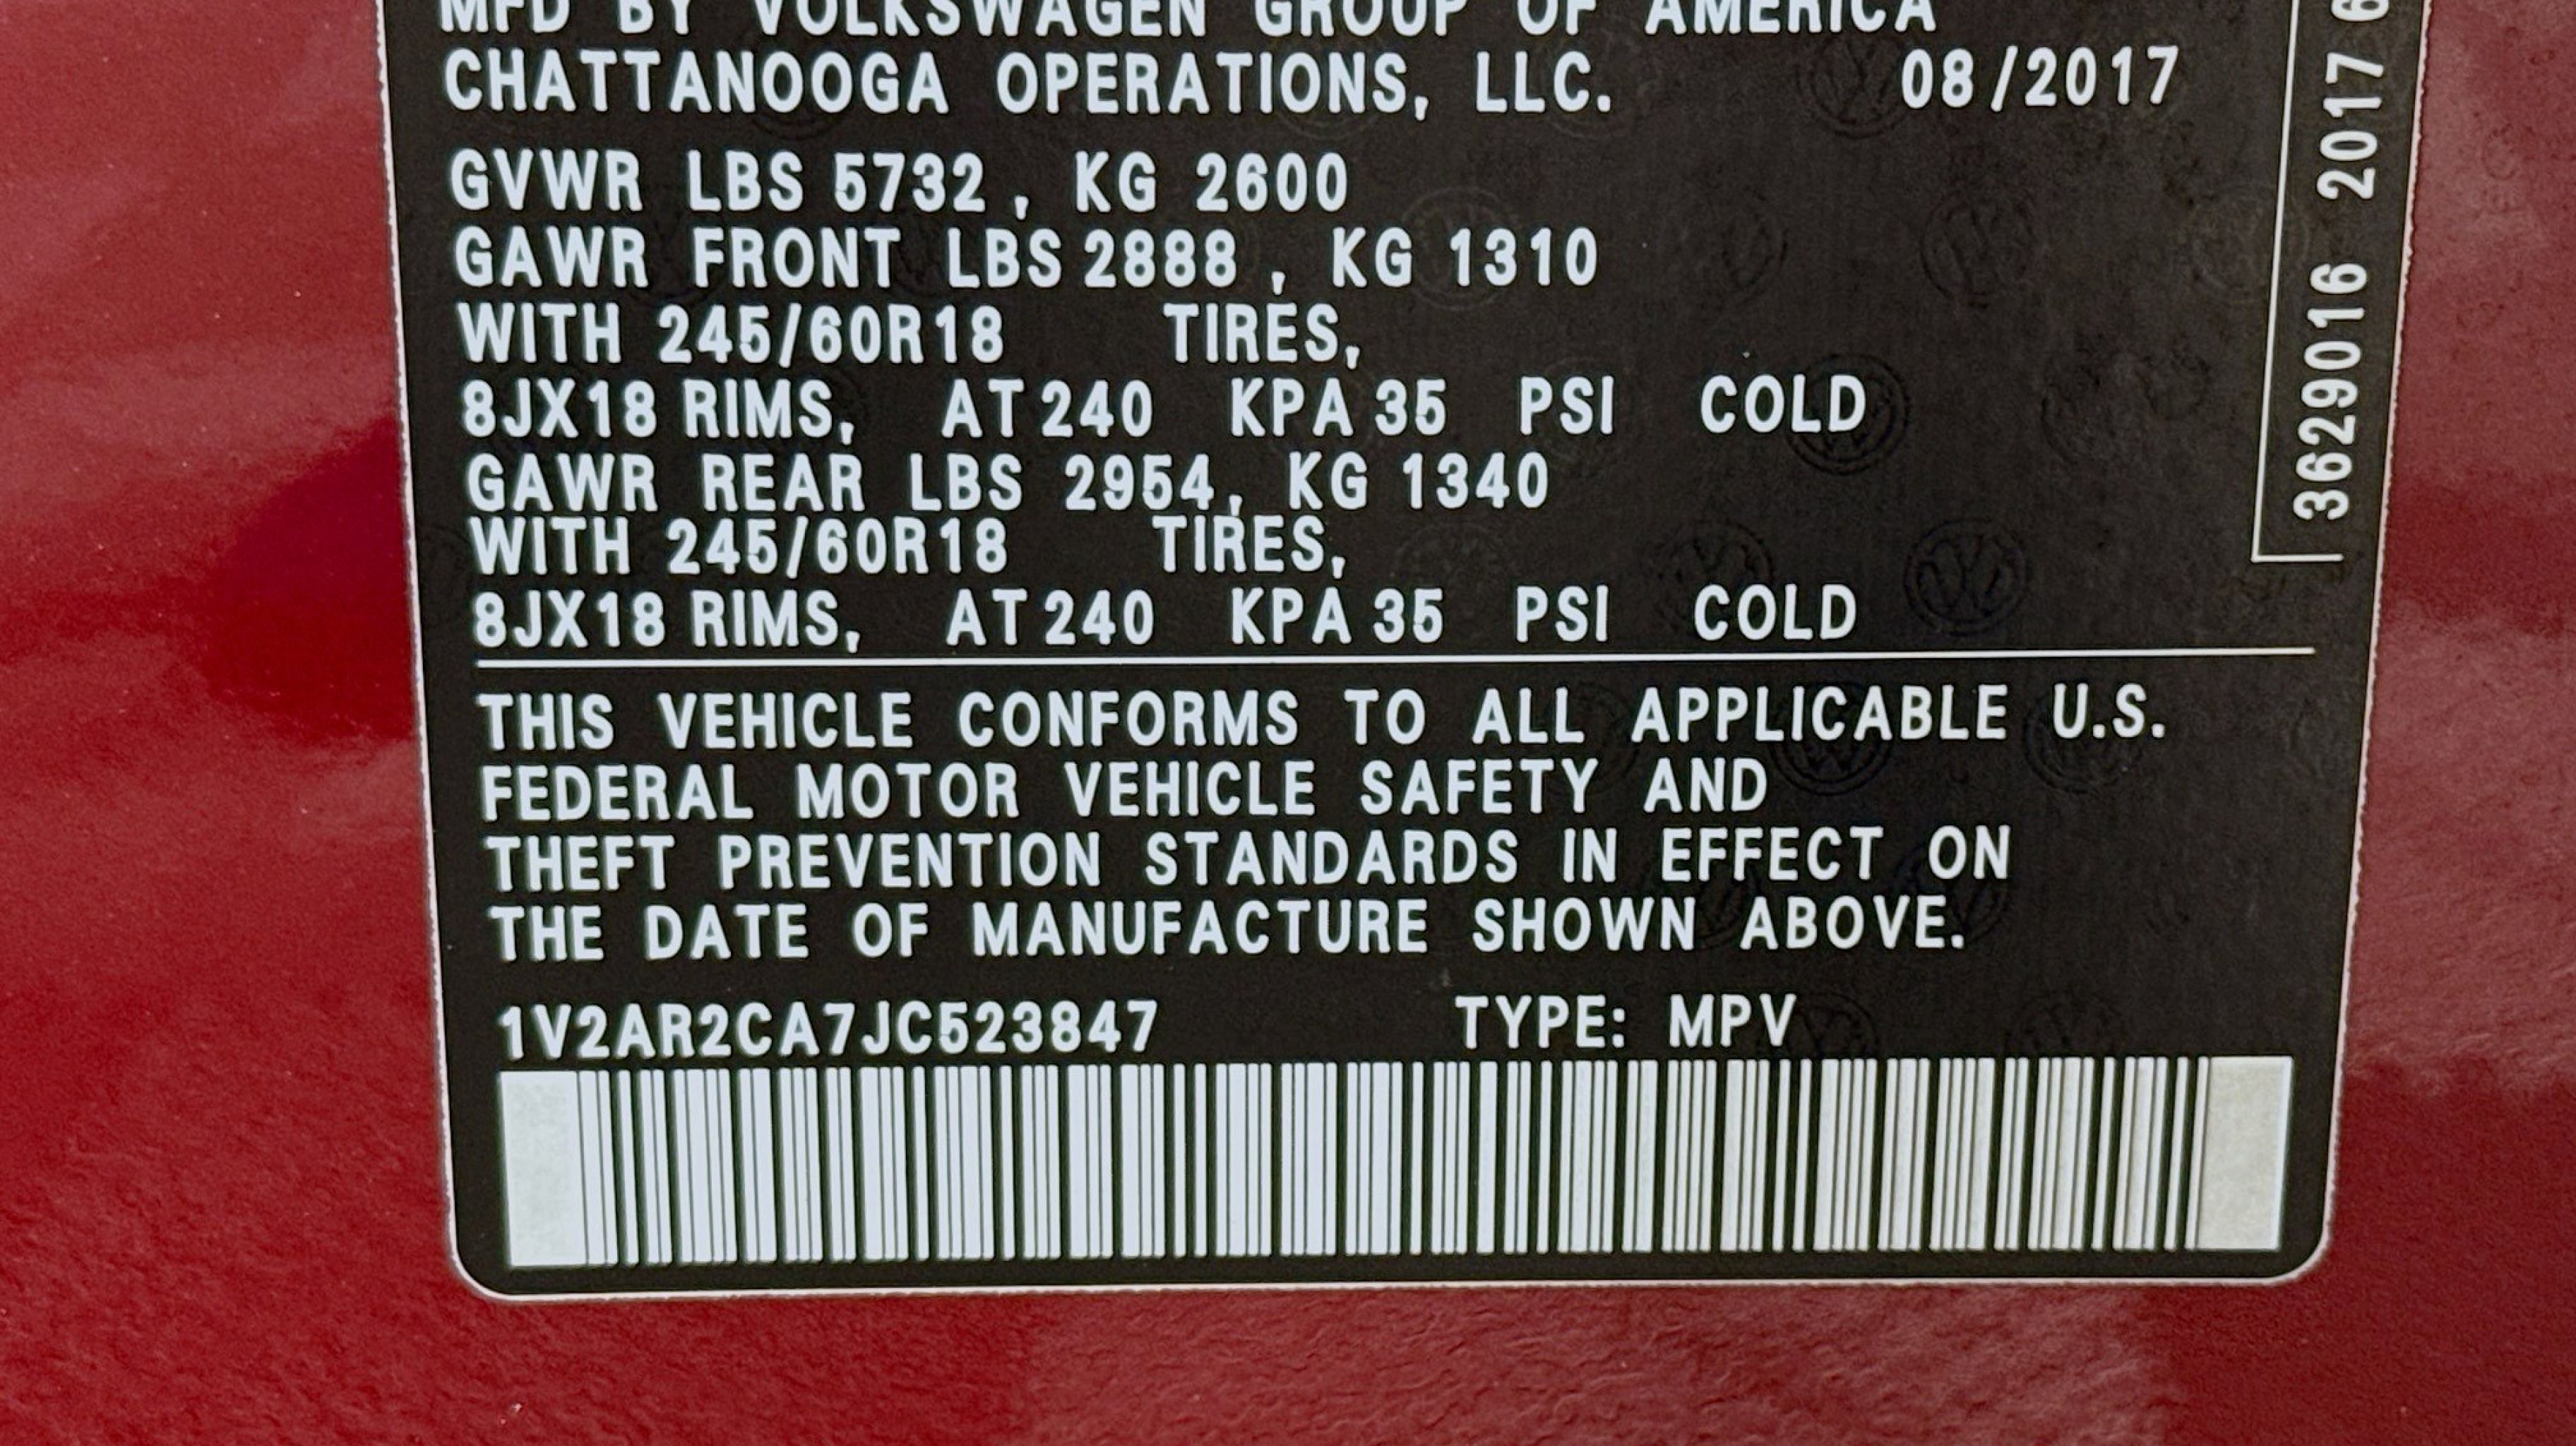 MFD BY VOLKSWAGEN GROUP OF AMERICA
CHATTANOOGA OPERATIONS, LLC. 08/2017
GVWR LBS 5732, KG 2600
GAWR FRONT LBS 2888, KG 1310
WITH 245/60R18 TIRES,
8JX18 RIMS, AT 240 KPA 35 PSI COLD
GAWR REAR LBS 2954, KG 1340
WITH 245/60R18 TIRES,
8JX18 RIMS, AT 240 KPA 35 PSI COLD
THIS VEHICLE CONFORMS TO ALL APPLICABLE U.S.
FEDERAL MOTOR VEHICLE SAFETY AND
THEFT PREVENTION STANDARDS IN EFFECT ON
THE DATE OF MANUFACTURE SHOWN ABOVE.
1V2AR2CA7JC523847 TYPE: MPV
3629016 2017 6